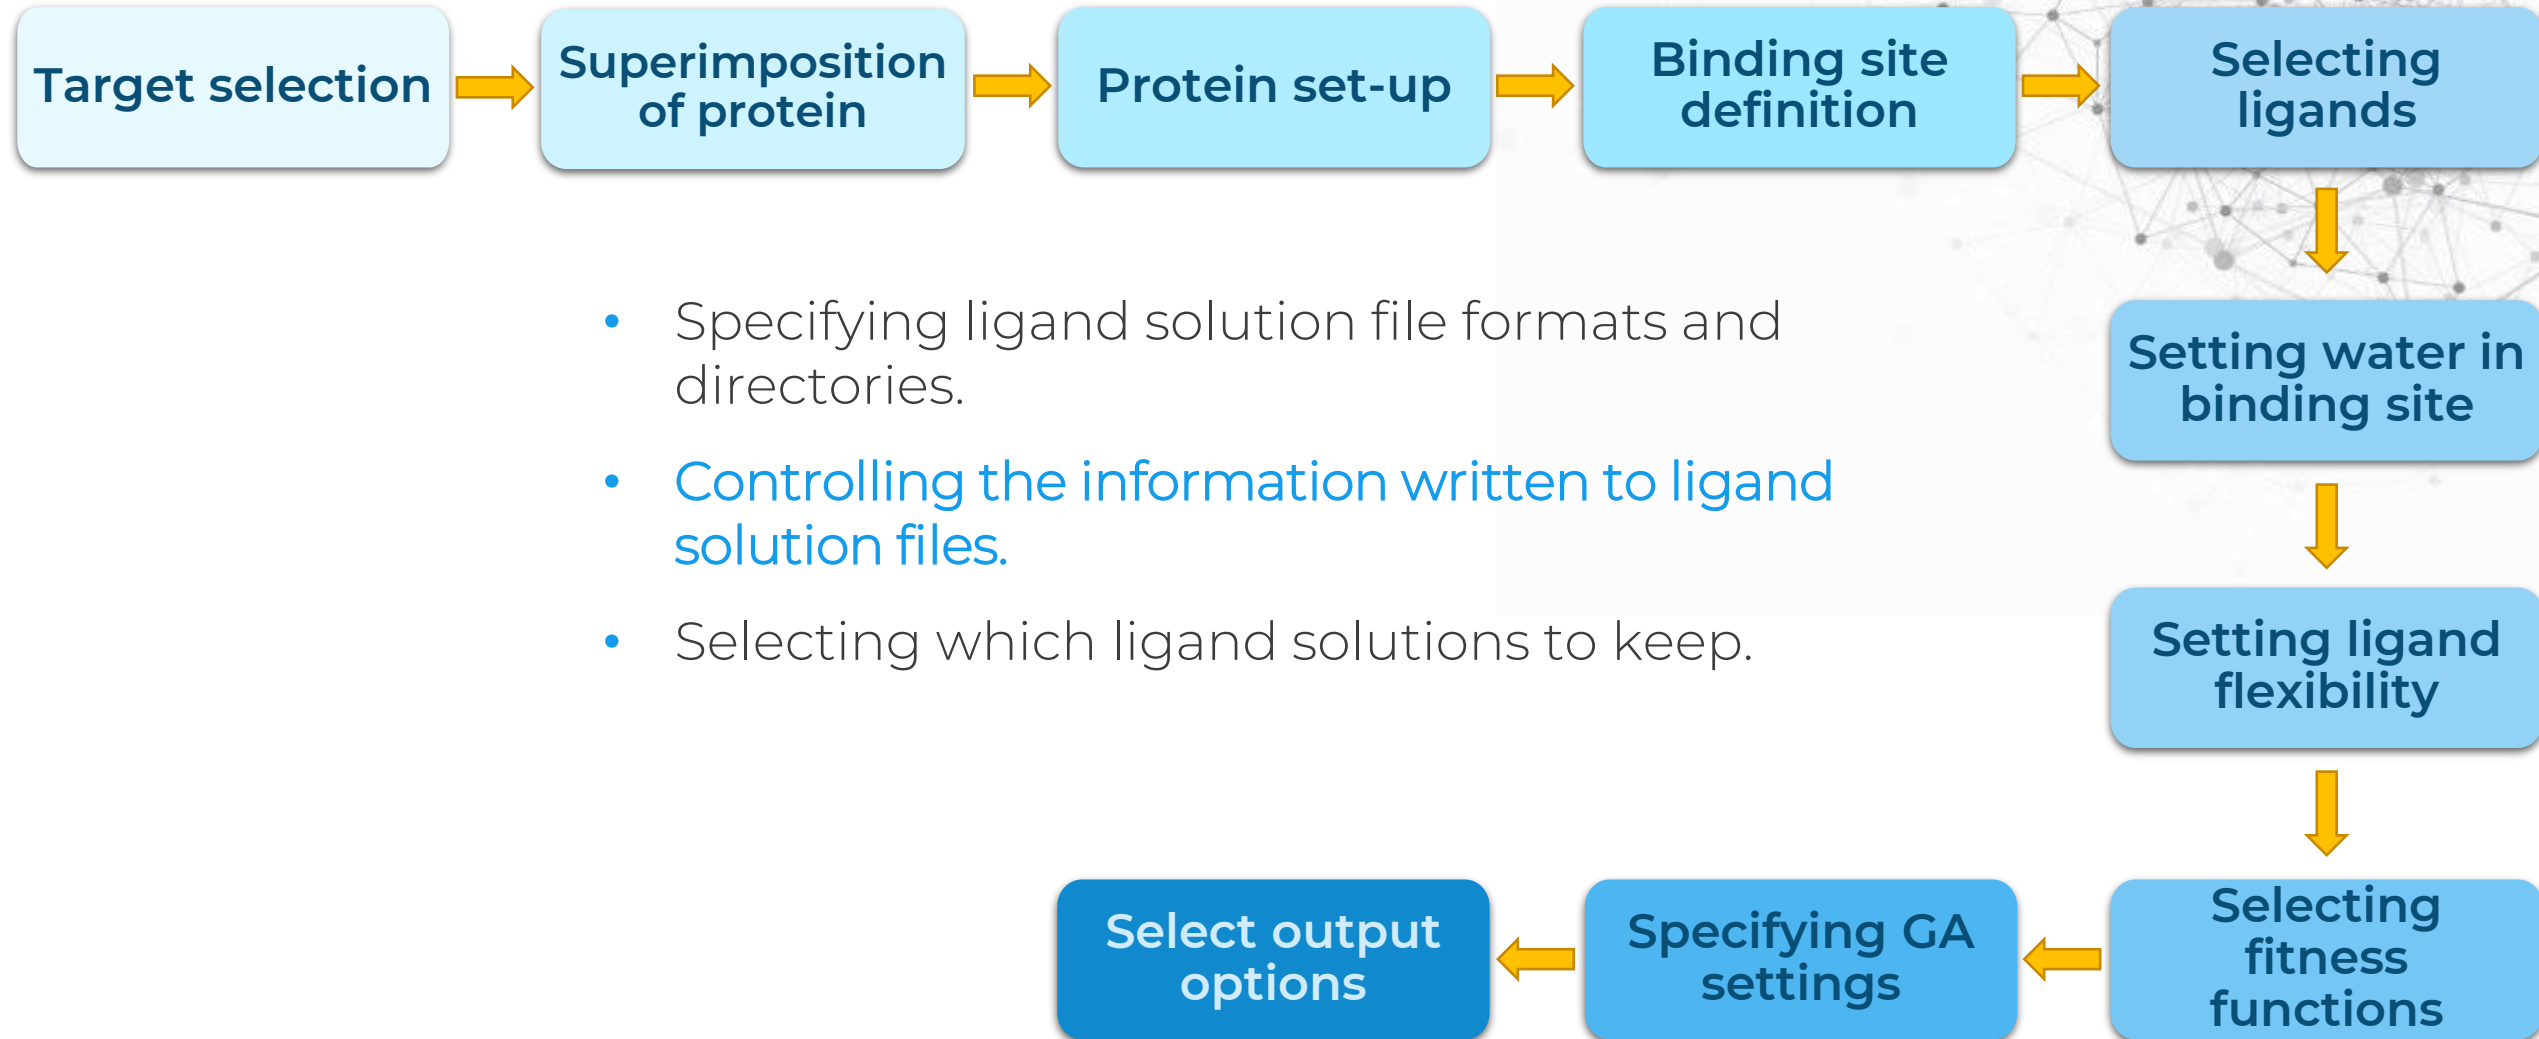 Target selection
Superimposition
of protein
Protein set-up
Binding site
definition
Selecting
ligands
• Specifying ligand solution file formats and
directories.
• Controlling the information written to ligand
solution files.
• Selecting which ligand solutions to keep.
Setting water in
binding site
Setting ligand
flexibility
Selecting
fitness
functions
Specifying GA
settings
Select output
options